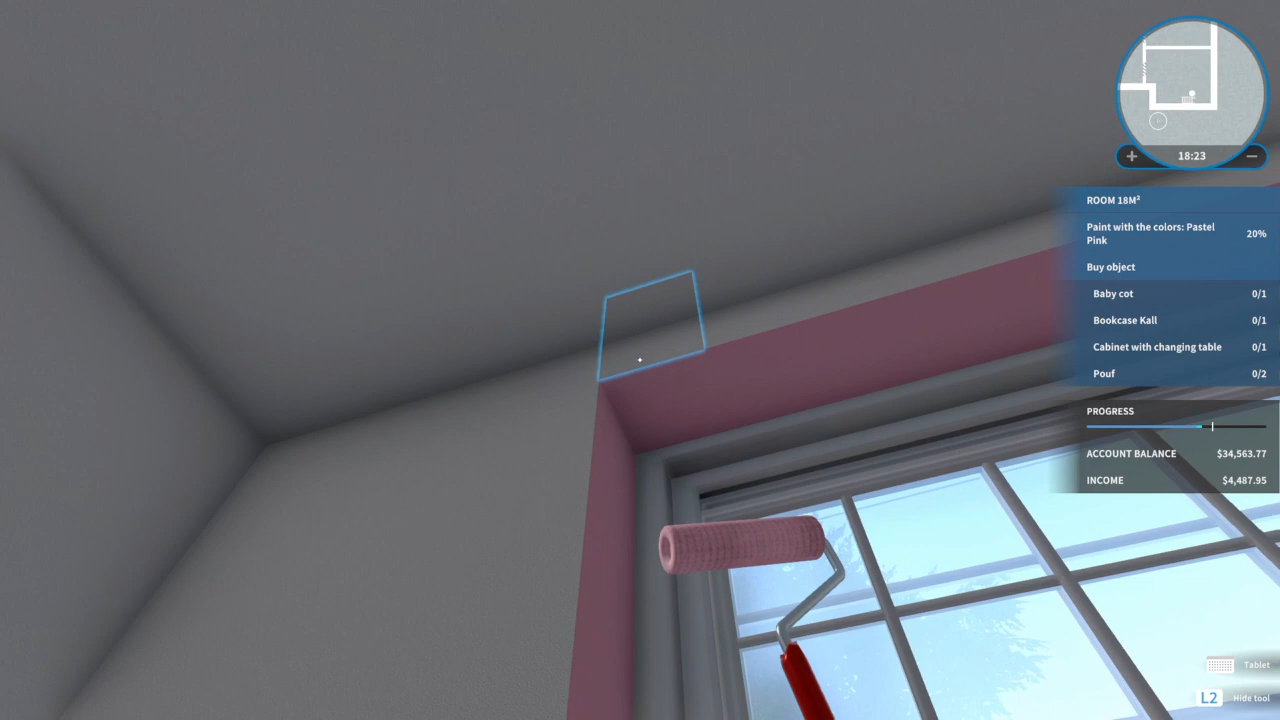 18:23
ROOM 18M²
Paint with the colors: Pastel
Pink
20%
Buy object
Baby cot 0/1
Bookcase Kall 0/1
Cabinet with changing table 0/1
Pouf 0/2
PROGRESS
ACCOUNT BALANCE $34,563.77
INCOME $4,487.95
Tablet
L2 Hide tool